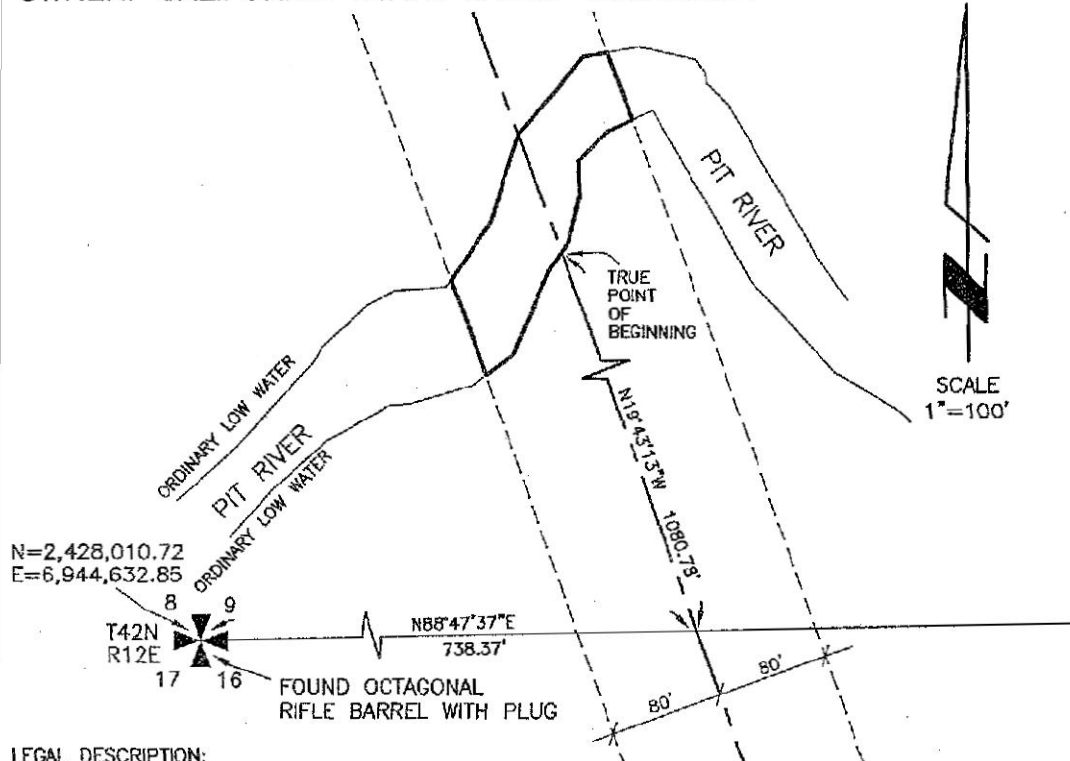 PIT RIVER
TRUE
POINT
OF
BEGINNING
SCALE
1"=100'
ORDINARY LOW WATER
PIT RIVER
ORDINARY LOW WATER
N19°43'13"W 1080.78'
N=2,428,010.72
E=6,944,632.85
8 9
T42N
R12E
17 16
N88°47'37"E
738.37'
80'
80'
FOUND OCTAGONAL
RIFLE BARREL WITH PLUG
LEGAL DESCRIPTION: